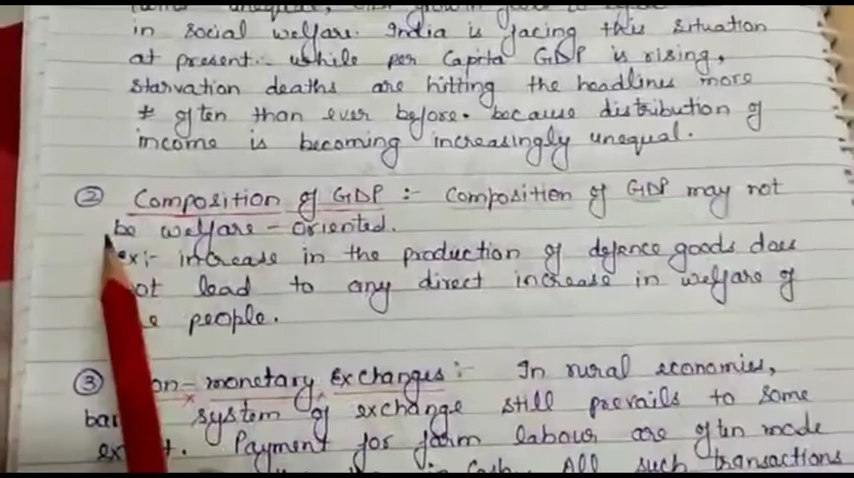 in social welfare. India is facing this situation
at present. while per Capita GDP is rising,
starvation deaths are hitting the headlines more
* often than ever before. because distribution of
income is becoming increasingly unequal.
② Composition of GDP :- Composition of GDP may not
be welfare - oriented.
ex:- increase in the production of defence goods does
not lead to any direct increase in welfare of
people.
③ Non-monetary Exchanges :- In rural economies,
system of exchange still prevails to some
Payment for farm labour are often made
in cash. All such transactions